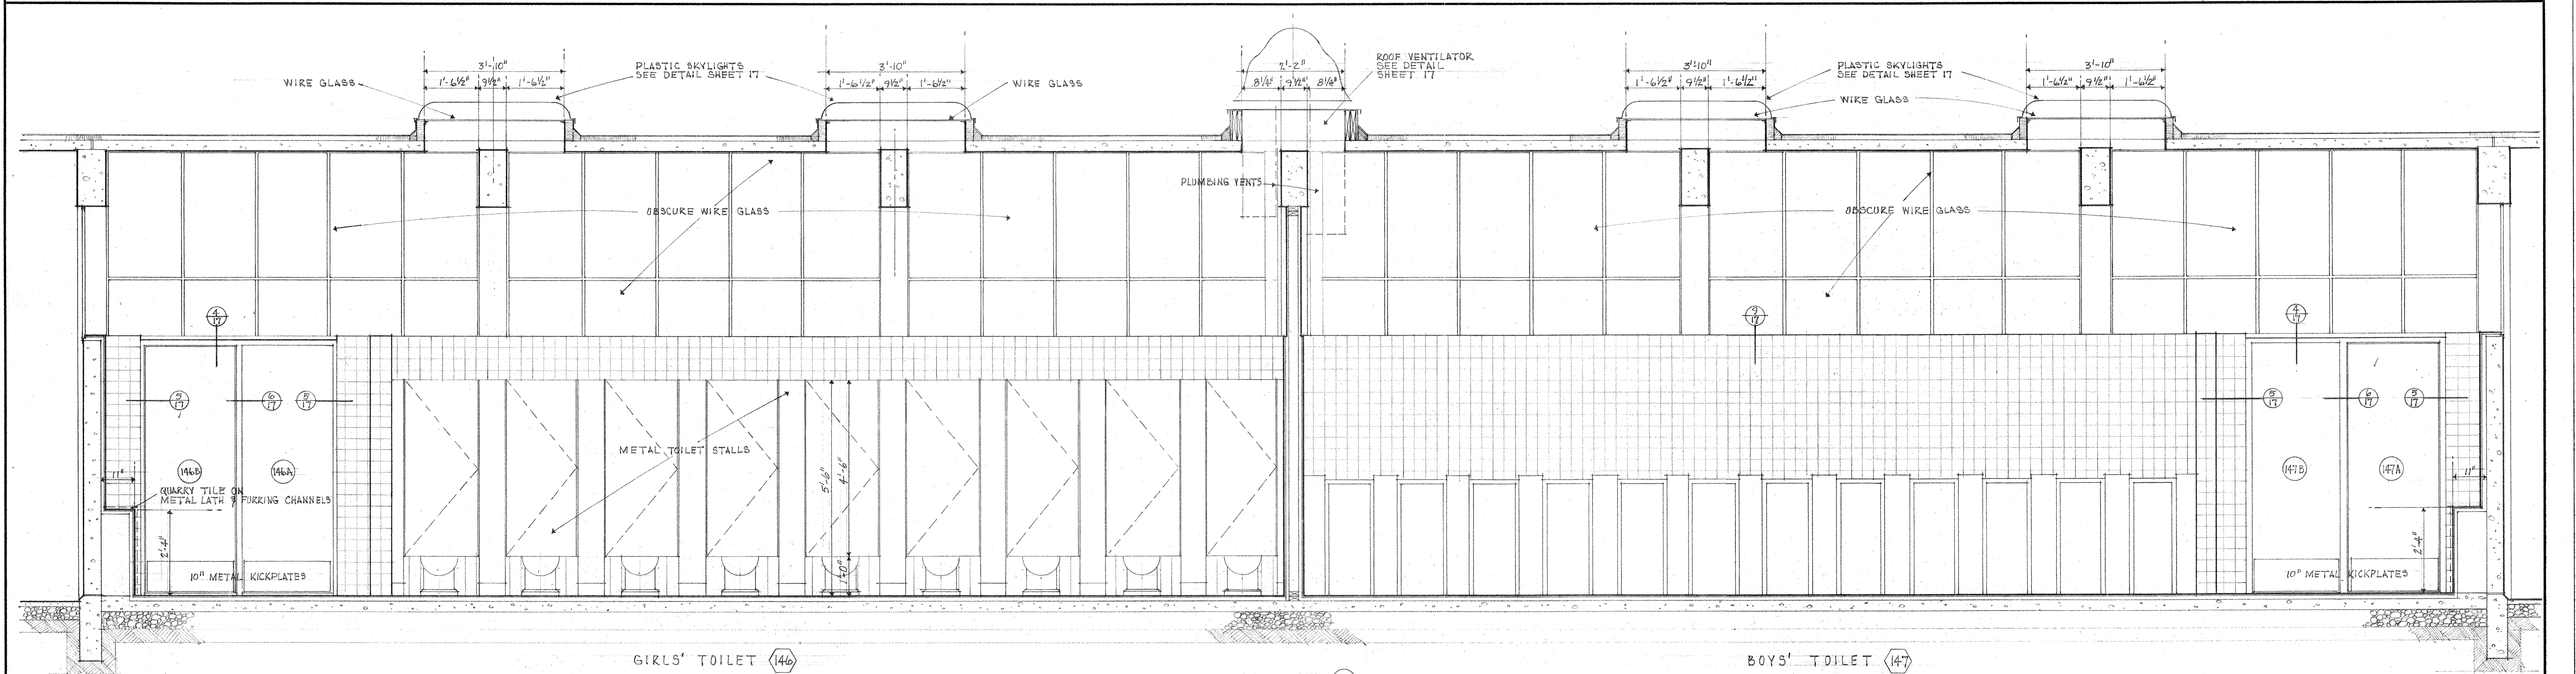 3'-10"
1'-6½" 9½" 1'-6½"
WIRE GLASS
PLASTIC SKYLIGHTS
SEE DETAIL SHEET 17
3'-10"
1'-6½" 9½" 1'-6½"
WIRE GLASS
2'-2"
8¼" 9½" 8¼"
ROOF VENTILATOR
SEE DETAIL
SHEET 17
3'-10"
1'-6½" 9½" 1'-6½"
PLASTIC SKYLIGHTS
SEE DETAIL SHEET 17
WIRE GLASS
3'-10"
1'-6½" 9½" 1'-6½"
PLUMBING VENTS
OBSCURE WIRE GLASS
OBSCURE WIRE GLASS
4
17
5
17
6
17
5
17
146B
146A
11"
QUARRY TILE ON
METAL LATH & FURRING CHANNELS
2'-4"
10" METAL KICKPLATES
METAL TOILET STALLS
5'-6"
4'-6"
1'-0"
9
17
4
17
5
17
6
17
5
17
147B
147A
11"
2'-4"
10" METAL KICKPLATES
GIRLS' TOILET 146
BOYS' TOILET 147